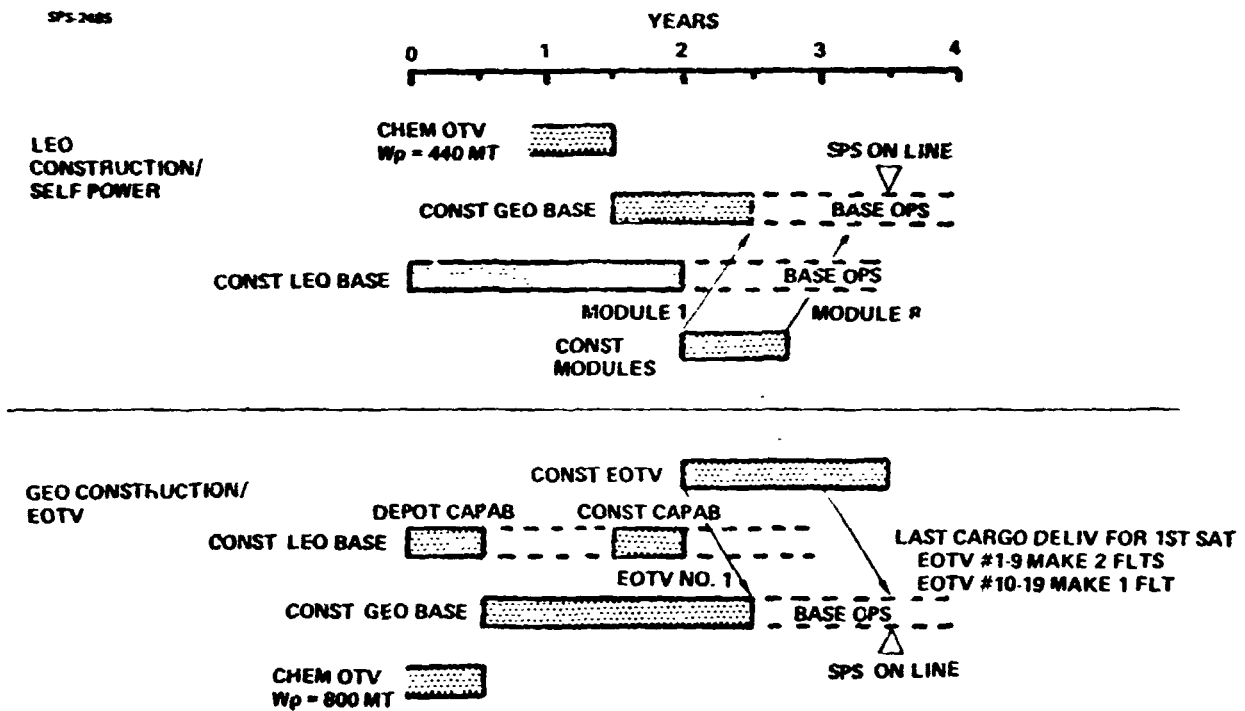 SPS-2485
YEARS
0 1 2 3 4
LEO
CONSTRUCTION/
SELF POWER
CHEM OTV
Wp = 440 MT
SPS ON LINE
CONST GEO BASE
BASE OPS
CONST LEO BASE
BASE OPS
MODULE 1
MODULE 8
CONST
MODULES
GEO CONSTRUCTION/
EOTV
CONST EOTV
DEPOT CAPAB
CONST CAPAB
CONST LEO BASE
LAST CARGO DELIV FOR 1ST SAT
EOTV #1-9 MAKE 2 FLTS
EOTV #10-19 MAKE 1 FLT
EOTV NO. 1
CONST GEO BASE
BASE OPS
SPS ON LINE
CHEM OTV
Wp = 800 MT